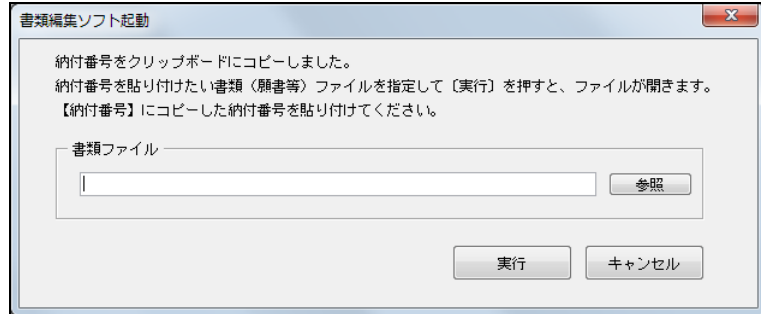 書類編集ソフト起動
納付番号をクリップボードにコピーしました。
納付番号を貼り付けたい書類（願書等）ファイルを指定して〔実行〕を押すと、ファイルが開きます。
【納付番号】にコピーした納付番号を貼り付けてください。
書類ファイル
参照
実行
キャンセル